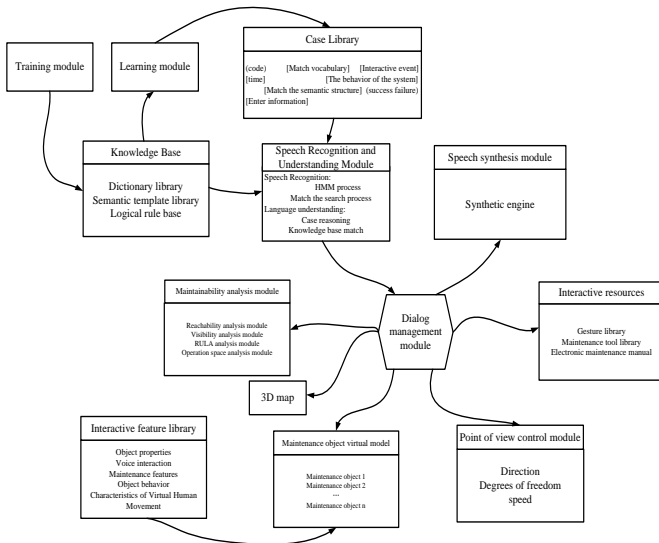 Case Library
(code) [Match vocabulary] [Interactive event]
[time] [The behavior of the system]
[Match the semantic structure) (success failure)
[Enter information]
Training module
Learning module
Knowledge Base
Dictionary library
Semantic template library
Logical rule base
Speech Recognition and
Understanding Module
Speech Recognition:
HMM process
Match the search process
Language understanding:
Case reasoning
Knowledge base match
Speech synthesis module
Synthetic engine
Maintainability analysis module
Reachability analysis module
Visibility analysis module
RULA analysis module
Operation space analysis module
Dialog
management
module
Interactive resources
Gesture library
Maintenance tool library
Electronic maintenance manual
3D map
Interactive feature library
Object properties
Voice interaction
Maintenance features
Object behavior
Characteristics of Virtual Human
Movement
Maintenance object virtual model
Maintenance object 1
Maintenance object 2
...
Maintenance object n
Point of view control module
Direction
Degrees of freedom
speed